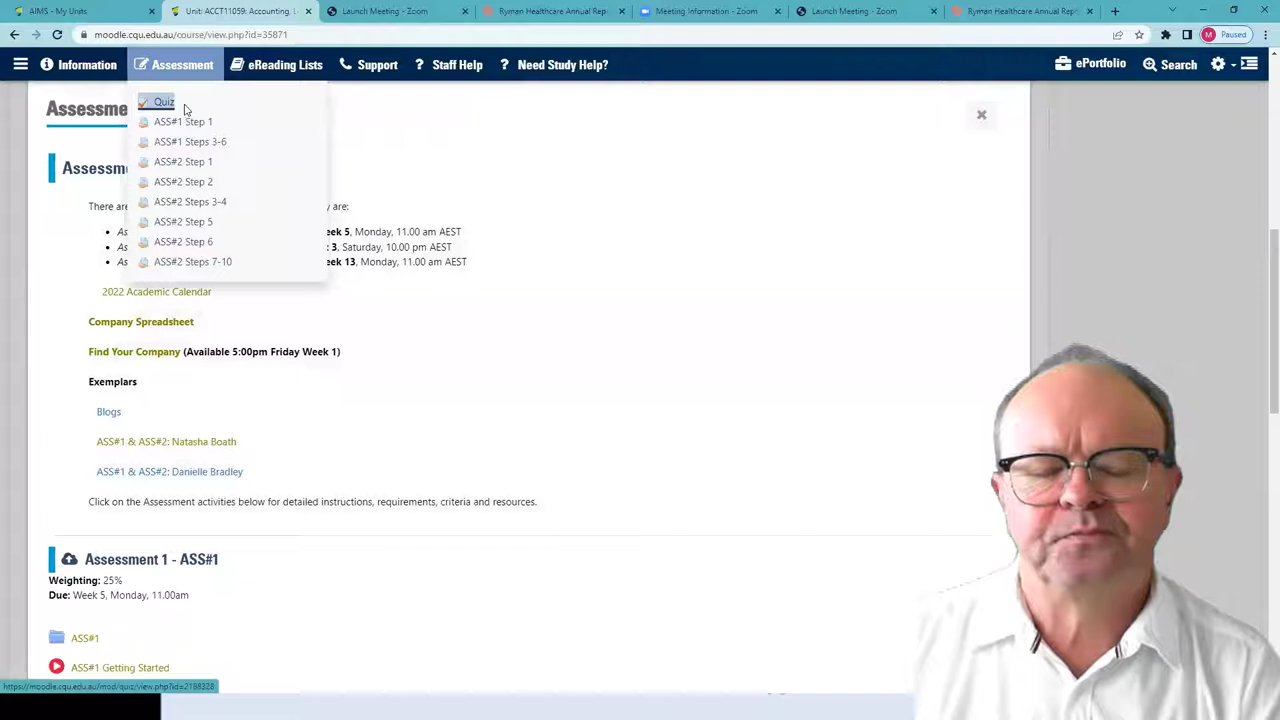 AIMS - My Units
Unit: ACCT11059: Accounting, L
Launch Meeting - Zoom
Ryman Healthcare Annual Rep
Meeting Information - Zoom
Launch Meeting - Zoom
Ryman Healthcare Annual Rep
moodle.cqu.edu.au/course/view.php?id=35871
M Paused
Information
Assessment
eReading Lists
Support
Staff Help
Need Study Help?
ePortfolio
Search
Assessme
Quiz
ASS#1 Step 1
ASS#1 Steps 3-6
ASS#2 Step 1
ASS#2 Step 2
ASS#2 Steps 3-4
ASS#2 Step 5
ASS#2 Step 6
ASS#2 Steps 7-10
Assessm
There are
y are:
As
eek 5, Monday, 11.00 am AEST
As
3, Saturday, 10.00 pm AEST
As
eek 13, Monday, 11.00 am AEST
2022 Academic Calendar
Company Spreadsheet
Find Your Company (Available 5:00pm Friday Week 1)
Exemplars
Blogs
ASS#1 & ASS#2: Natasha Boath
ASS#1 & ASS#2: Danielle Bradley
Click on the Assessment activities below for detailed instructions, requirements, criteria and resources.
Assessment 1 - ASS#1
Weighting: 25%
Due: Week 5, Monday, 11.00am
ASS#1
ASS#1 Getting Started
https://moodle.cqu.edu.au/mod/quiz/view.php?id=2198328